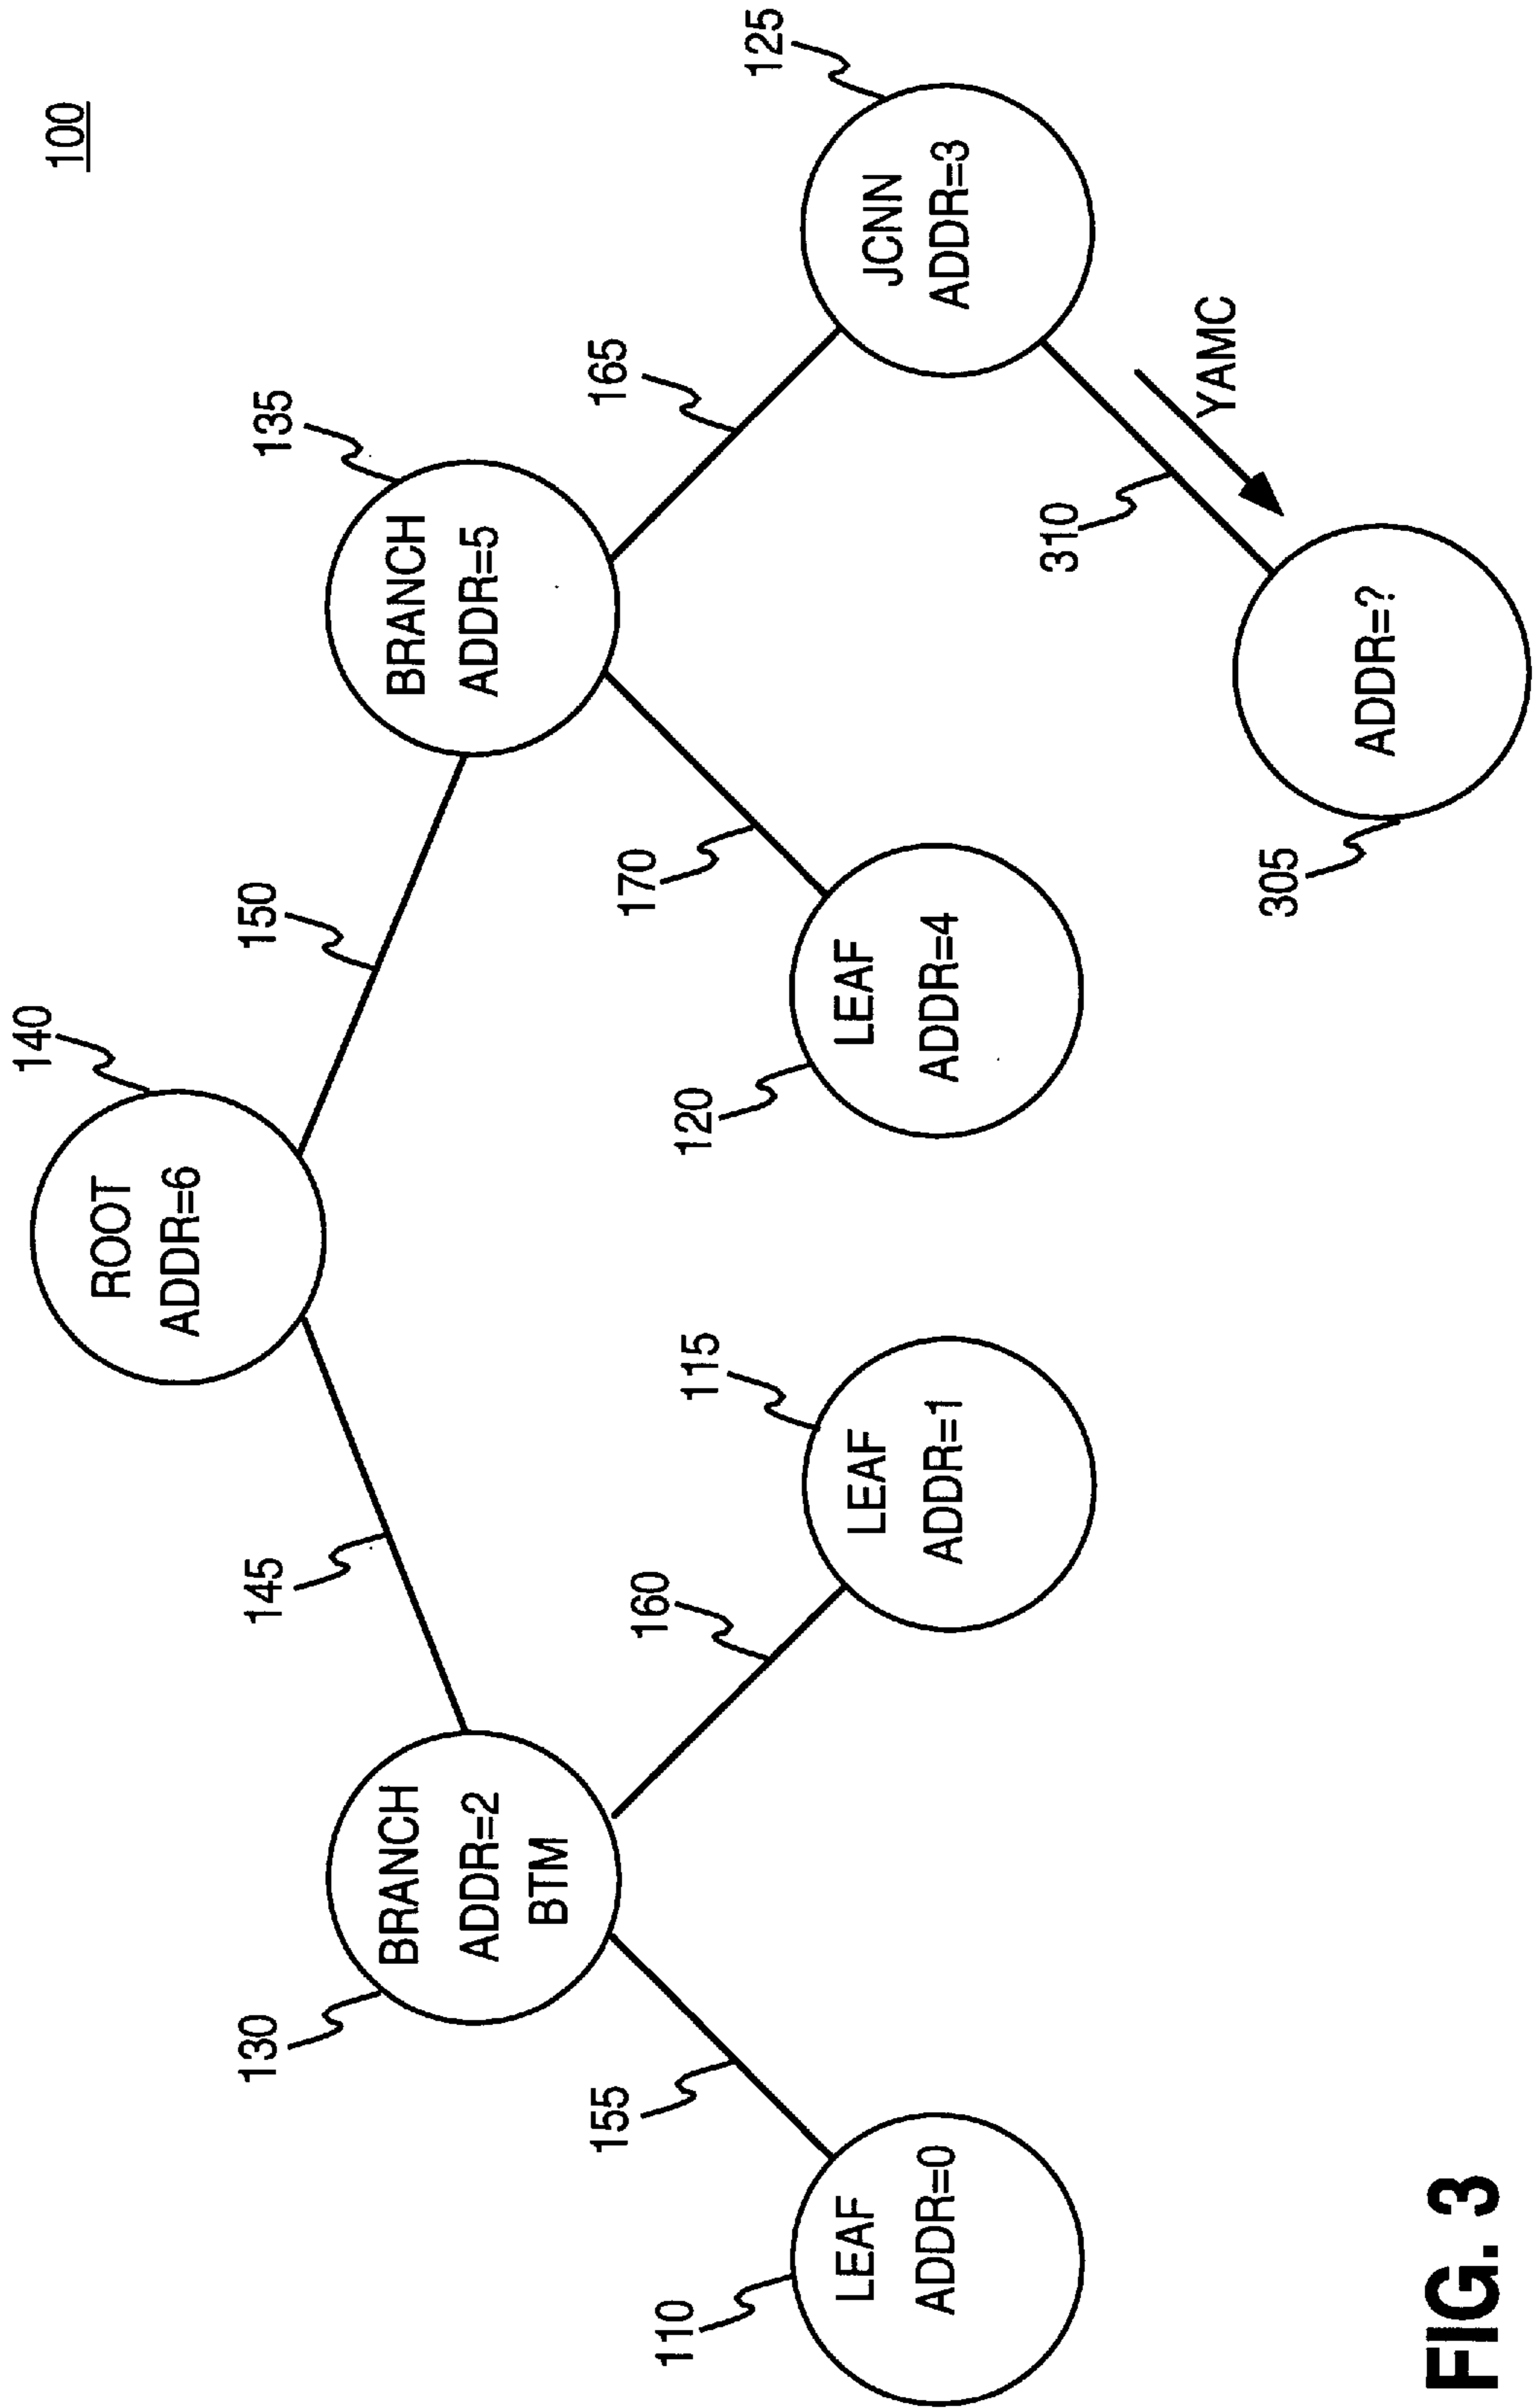 100
140
ROOT
ADDR=6
145
150
130
BRANCH
ADDR=2
BTM
135
BRANCH
ADDR=5
155
160
170
165
110
LEAF
ADDR=0
115
LEAF
ADDR=1
120
LEAF
ADDR=4
125
JCNN
ADDR=3
310
YAMC
305
ADDR=?
FIG. 3